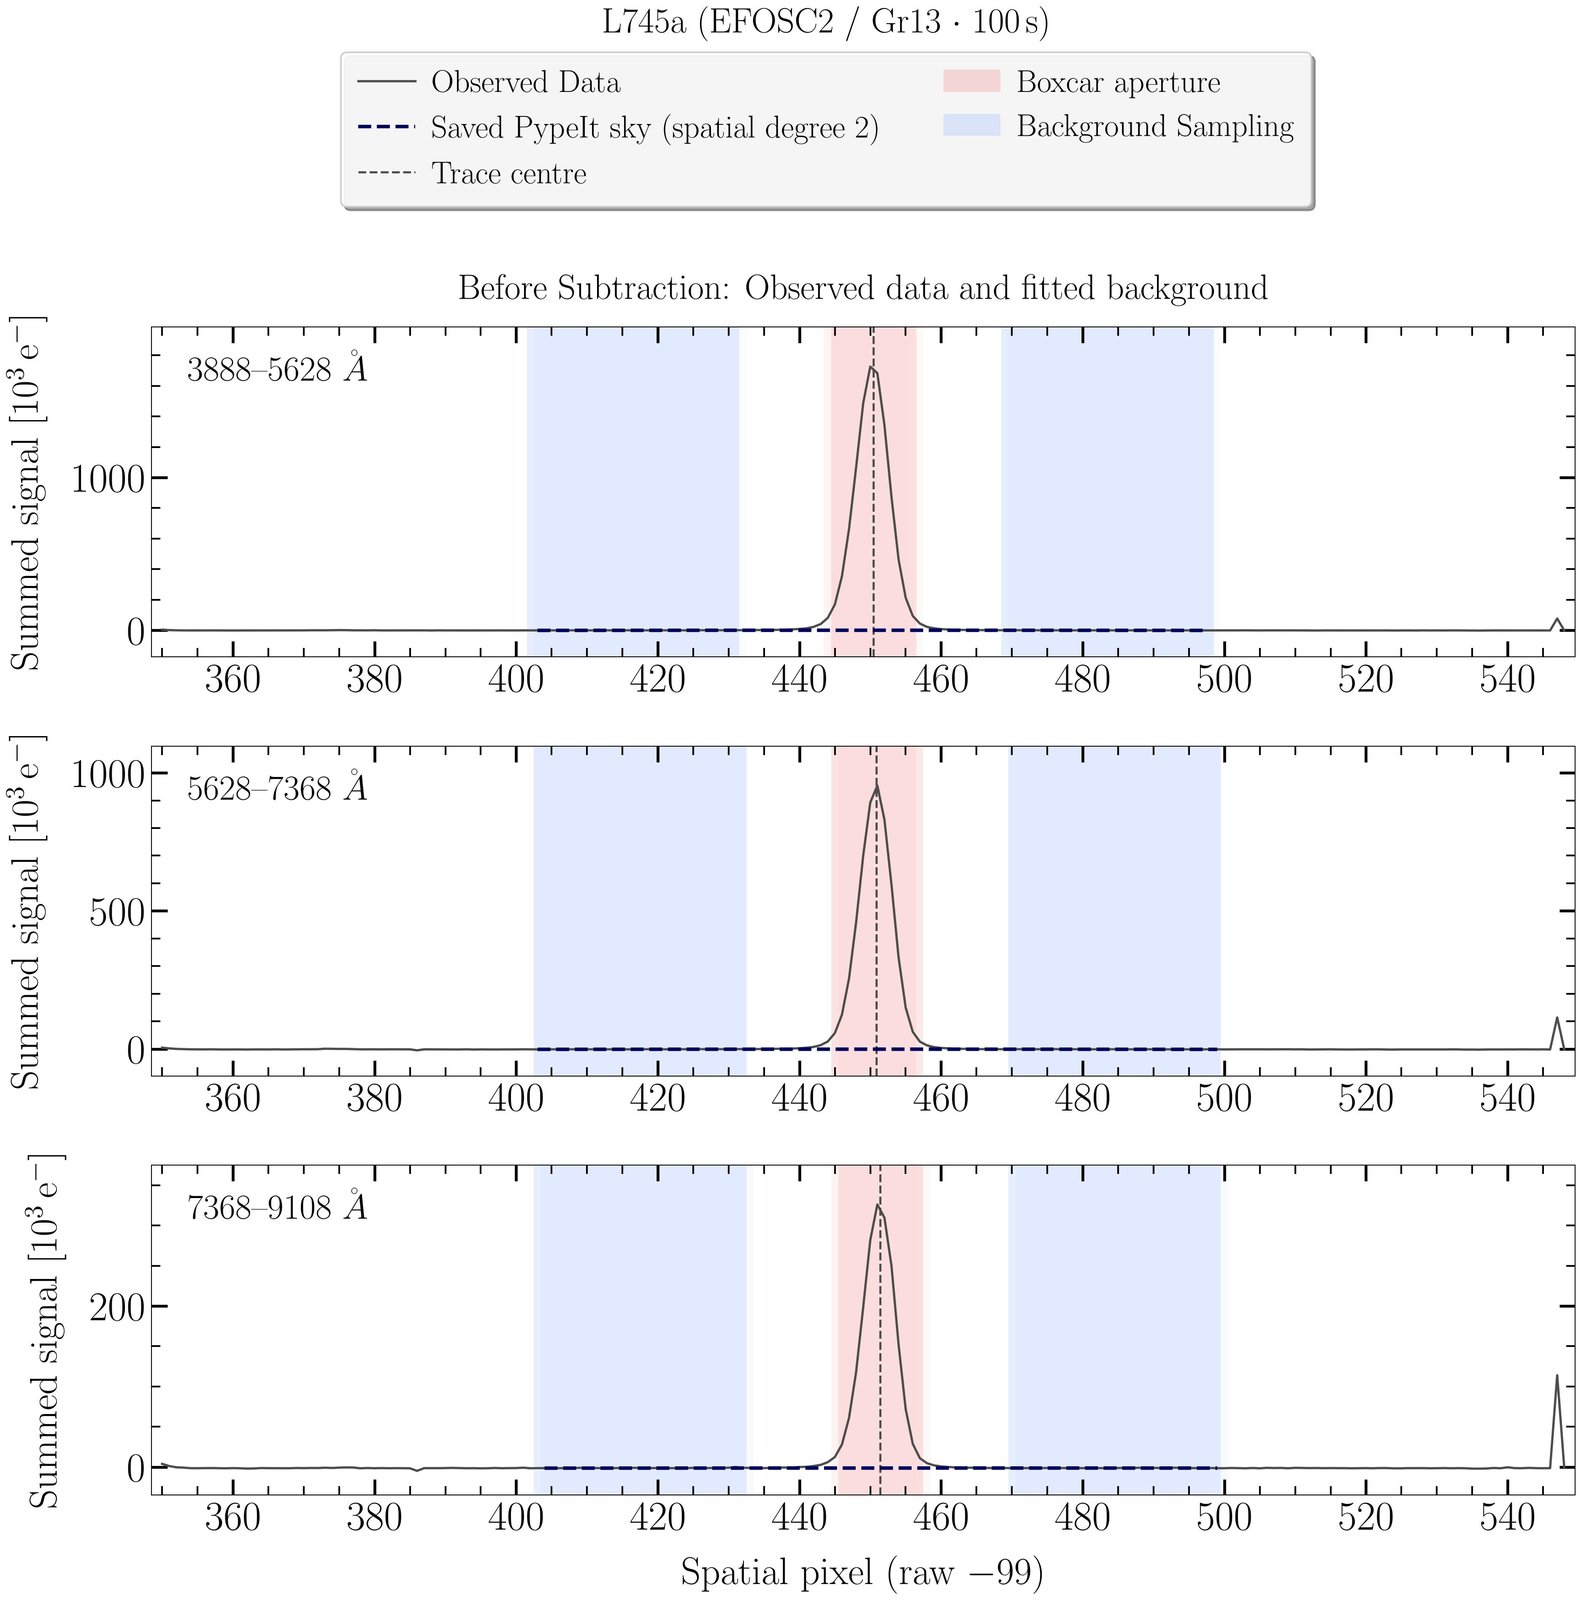 L745a (EFOSC2 / Gr13 · 100 s)
Observed Data
Saved PypeIt sky (spatial degree 2)
Trace centre
Boxcar aperture
Background Sampling
Before Subtraction: Observed data and fitted background
Summed signal [10³ e⁻]
3888–5628 Å
1000
0
360 380 400 420 440 460 480 500 520 540
Summed signal [10³ e⁻]
5628–7368 Å
1000
500
0
360 380 400 420 440 460 480 500 520 540
Summed signal [10³ e⁻]
7368–9108 Å
200
0
360 380 400 420 440 460 480 500 520 540
Spatial pixel (raw −99)